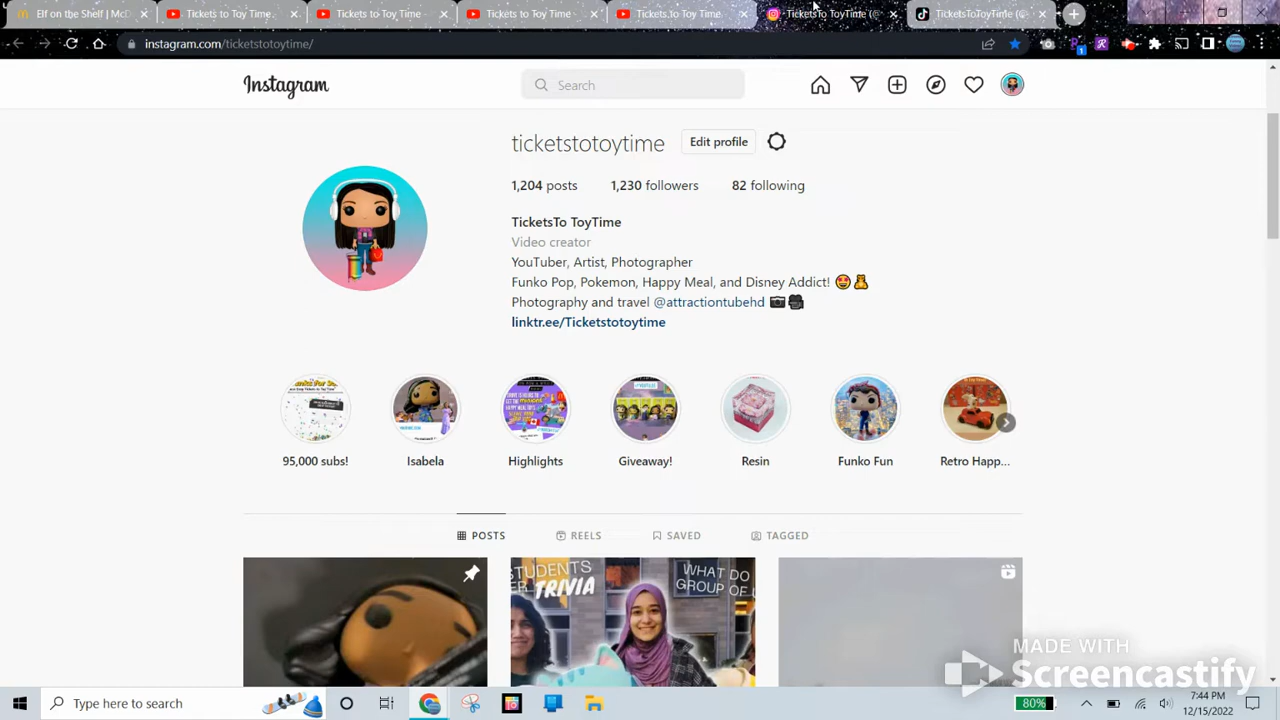 Elf on the Shelf | Mc
Tickets to Toy Time.
Tickets to Toy Time
Tickets to Toy Time
Tickets To Toy Time
TicketsTo ToyTime (@
TicketsToToyTime (@
instagram.com/ticketstotoytime/
Instagram
Search
ticketstotoytime
Edit profile
1,204 posts
1,230 followers
82 following
TicketsTo ToyTime
Video creator
YouTuber, Artist, Photographer
Funko Pop, Pokemon, Happy Meal, and Disney Addict!
Photography and travel @attractiontubehd
linktr.ee/Ticketstotoytime
95,000 subs!
Isabela
Highlights
Giveaway!
Resin
Funko Fun
Retro Happ...
POSTS
REELS
SAVED
TAGGED
STUDENTS
TRIVIA
WHAT DO
GROUP OF
MADE WITH
Screencastify
Type here to search
80%
7:44 PM
12/15/2022